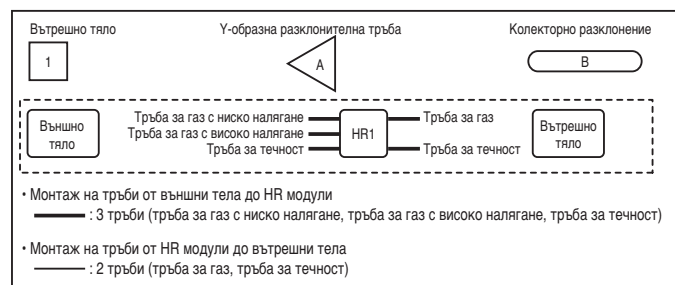 Вътрешно тяло
Y-образна разклонителна тръба
Колекторно разклонение
1
A
B
Външно
тяло
Тръба за газ с ниско налягане
Тръба за газ с високо налягане
Тръба за течност
HR1
Тръба за газ
Тръба за течност
Вътрешно
тяло
• Монтаж на тръби от външни тела до HR модули
: 3 тръби (тръба за газ с ниско налягане, тръба за газ с високо налягане, тръба за течност)
• Монтаж на тръби от HR модули до вътрешни тела
: 2 тръби (тръба за газ, тръба за течност)